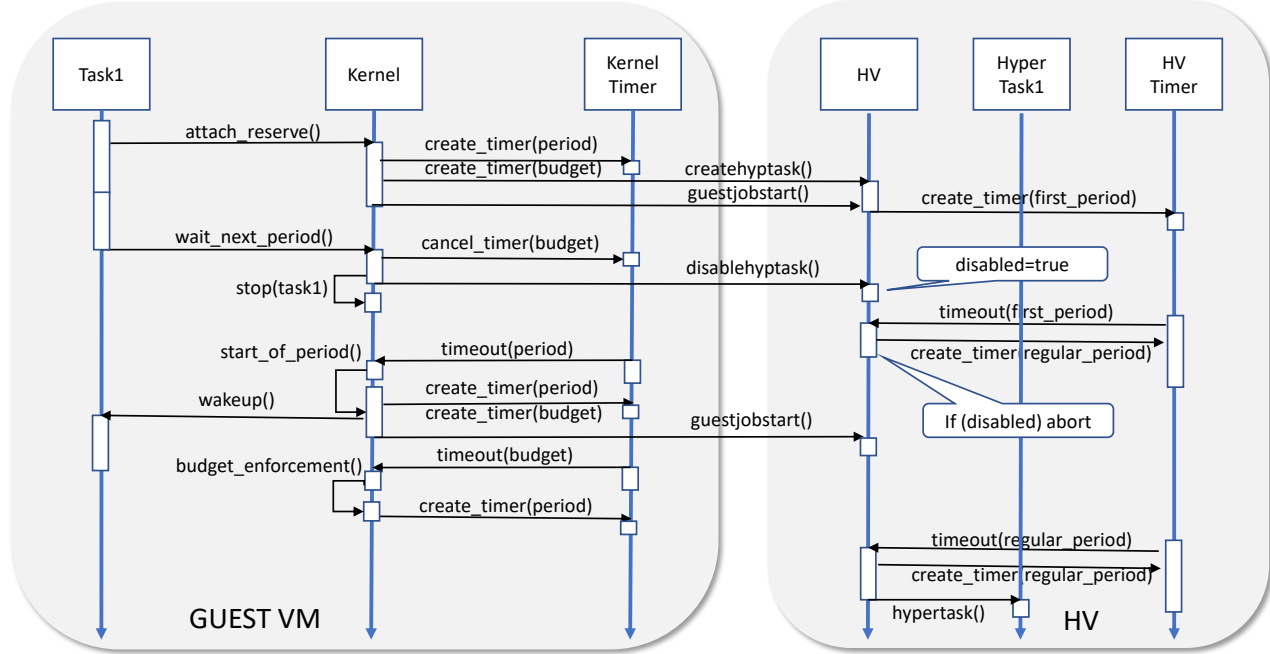 Task1
Kernel
Kernel
Timer
HV
Hyper
Task1
HV
Timer
attach_reserve()
create_timer(period)
create_timer(budget)
createhyptask()
guestjobstart()
create_timer(first_period)
wait_next_period()
cancel_timer(budget)
disablehyptask()
disabled=true
stop(task1)
timeout(first_period)
create_timer(regular_period)
start_of_period()
timeout(period)
create_timer(period)
wakeup()
create_timer(budget)
guestjobstart()
If (disabled) abort
budget_enforcement()
timeout(budget)
create_timer(period)
timeout(regular_period)
create_timer(regular_period)
hypertask()
GUEST VM
HV